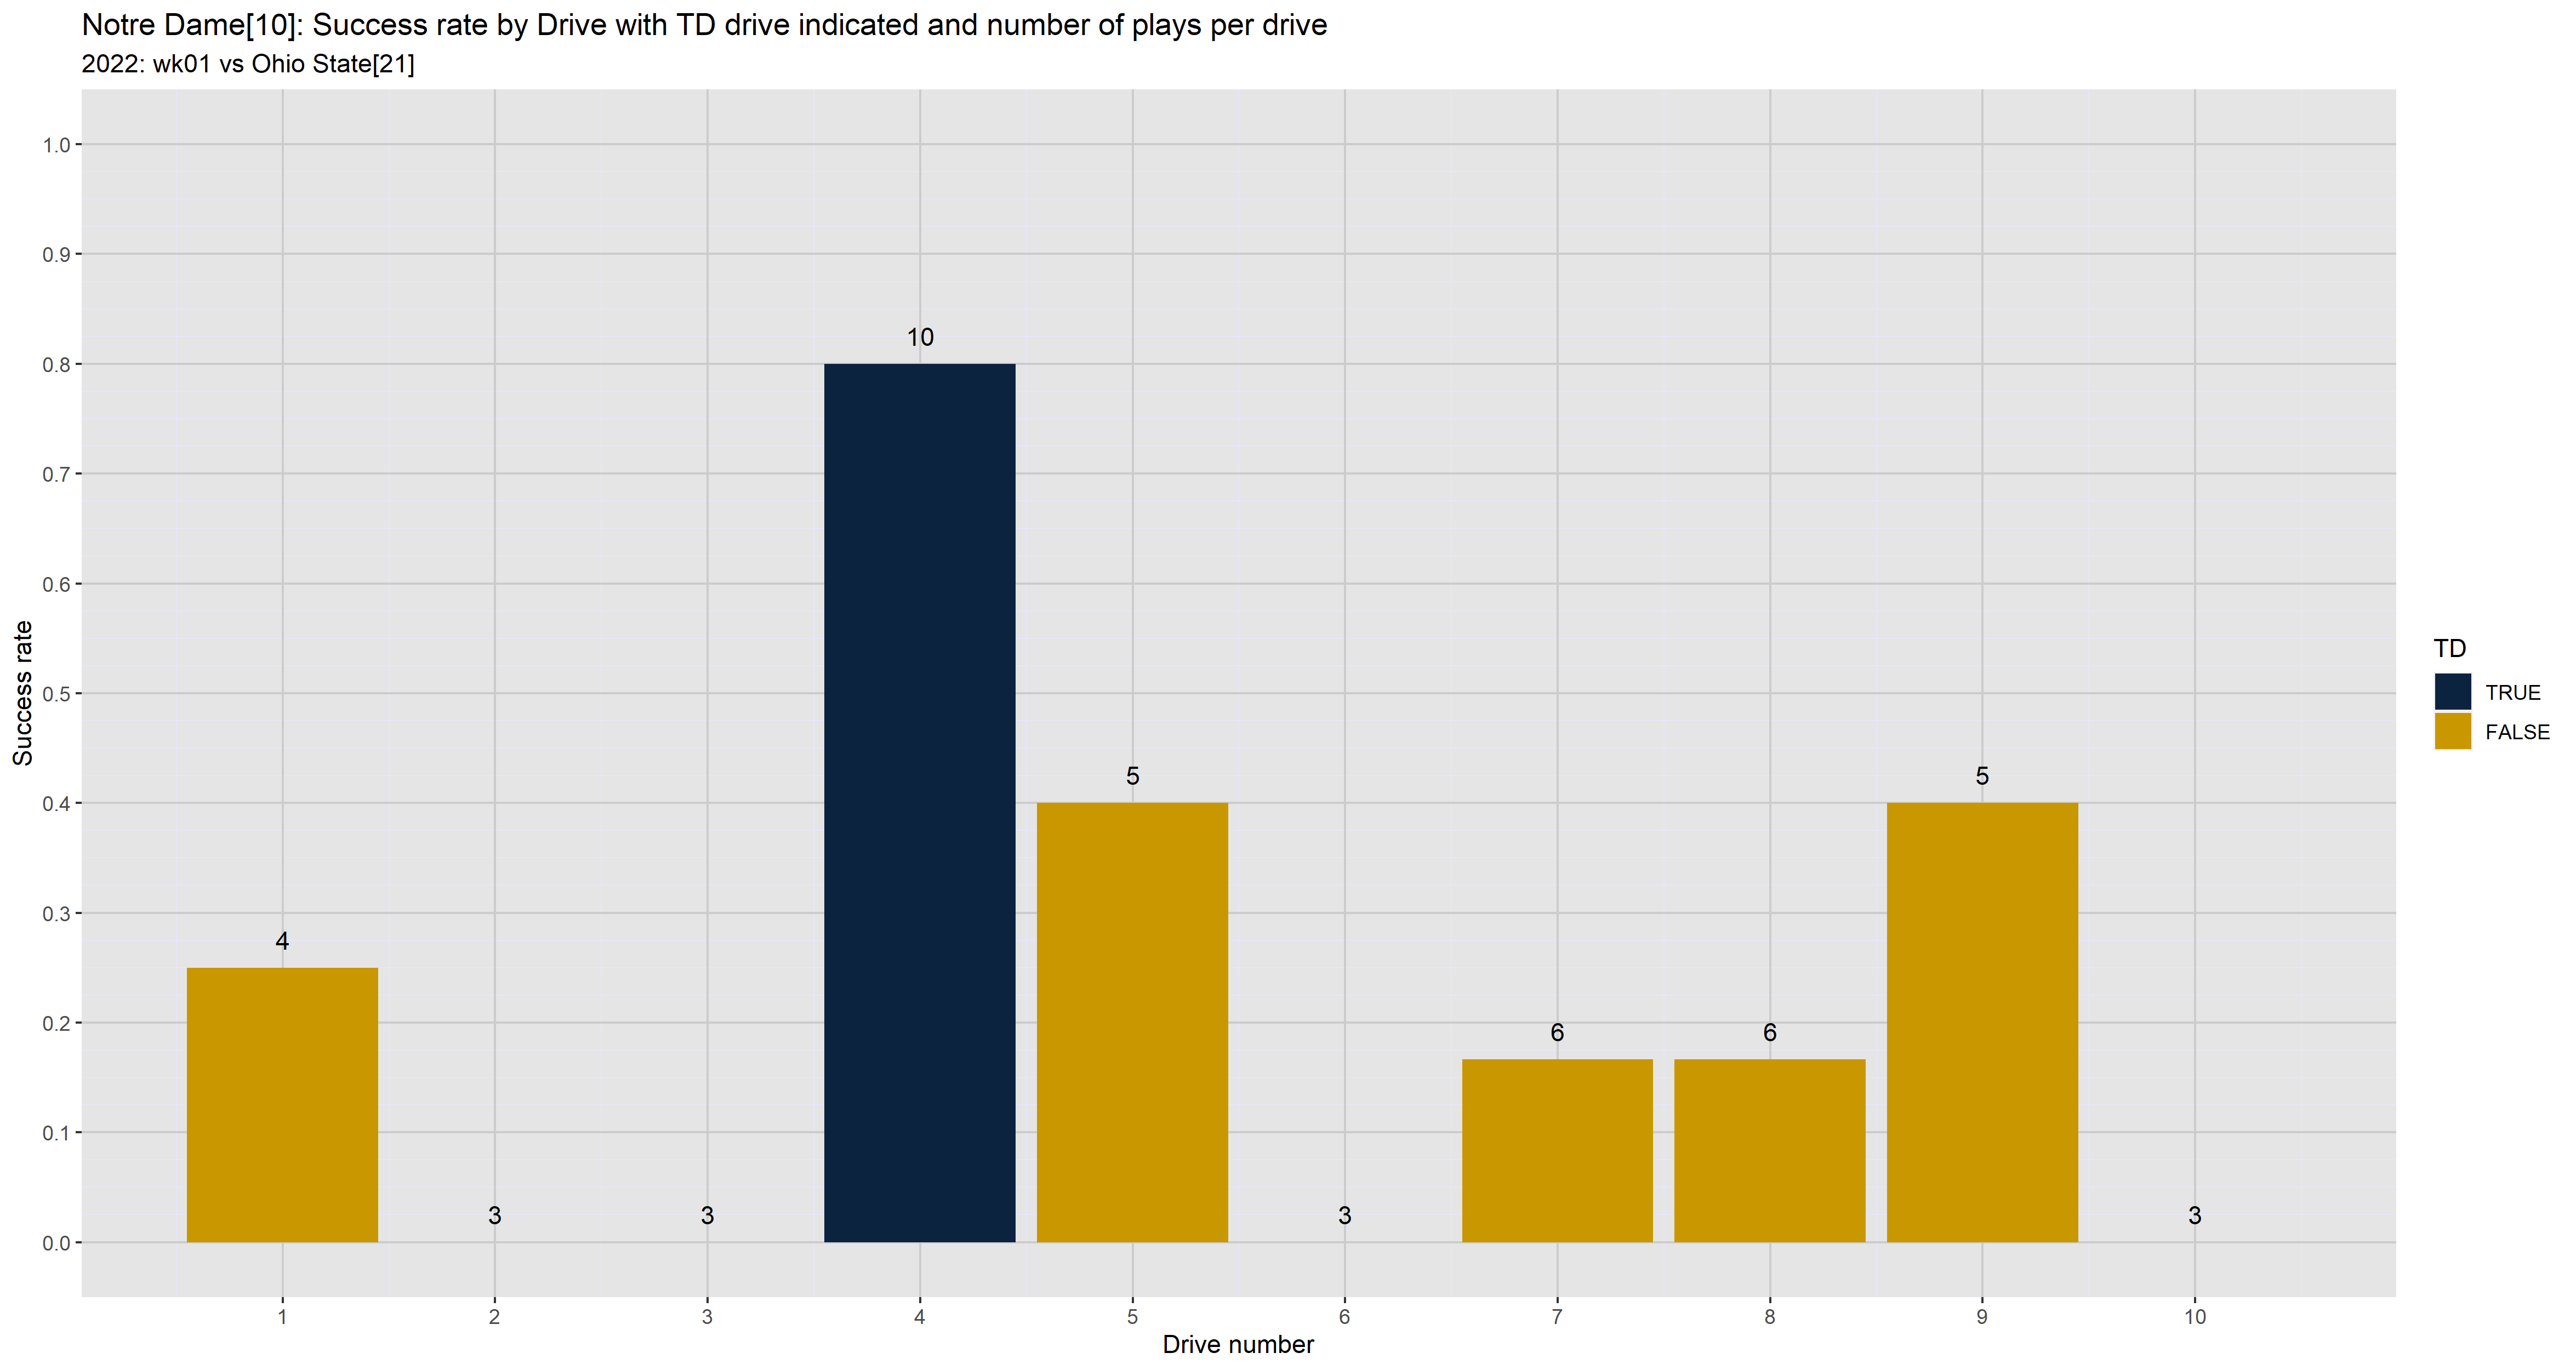 Notre Dame[10]: Success rate by Drive with TD drive indicated and number of plays per drive
2022: wk01 vs Ohio State[21]
Success rate
1.0
0.9
0.8
0.7
0.6
0.5
0.4
0.3
0.2
0.1
0.0
4
3
3
10
5
3
6
6
5
3
1 2 3 4 5 6 7 8 9 10
Drive number
TD
TRUE
FALSE